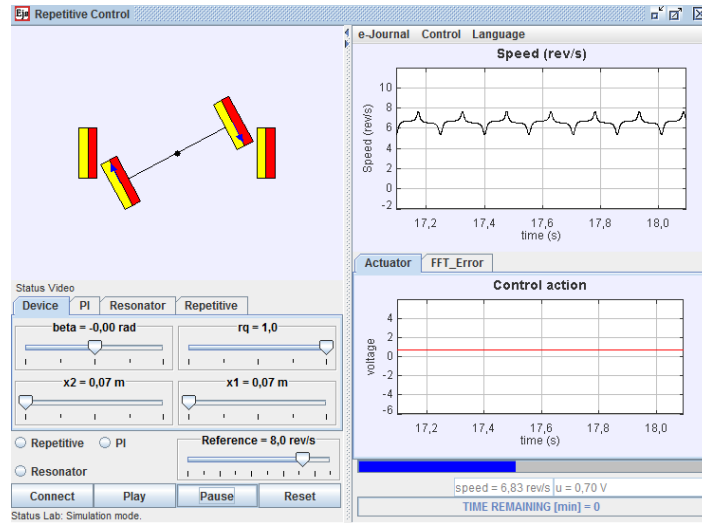 Ejs Repetitive Control
e-Journal Control Language
Speed (rev/s)
Speed (rev/s)
10
8
6
4
2
0
-2
17,2 17,4 17,6 17,8 18,0
time (s)
Status Video
Device PI Resonator Repetitive
beta = -0,00 rad
rq = 1,0
x2 = 0,07 m
x1 = 0,07 m
Repetitive PI
Resonator
Reference = 8,0 rev/s
Connect Play Pause Reset
Status Lab: Simulation mode.
Actuator FFT_Error
Control action
voltage
4
2
0
-2
-4
-6
17,2 17,4 17,6 17,8 18,0
time (s)
speed = 6,83 rev/s u = 0,70 V
TIME REMAINING [min] = 0